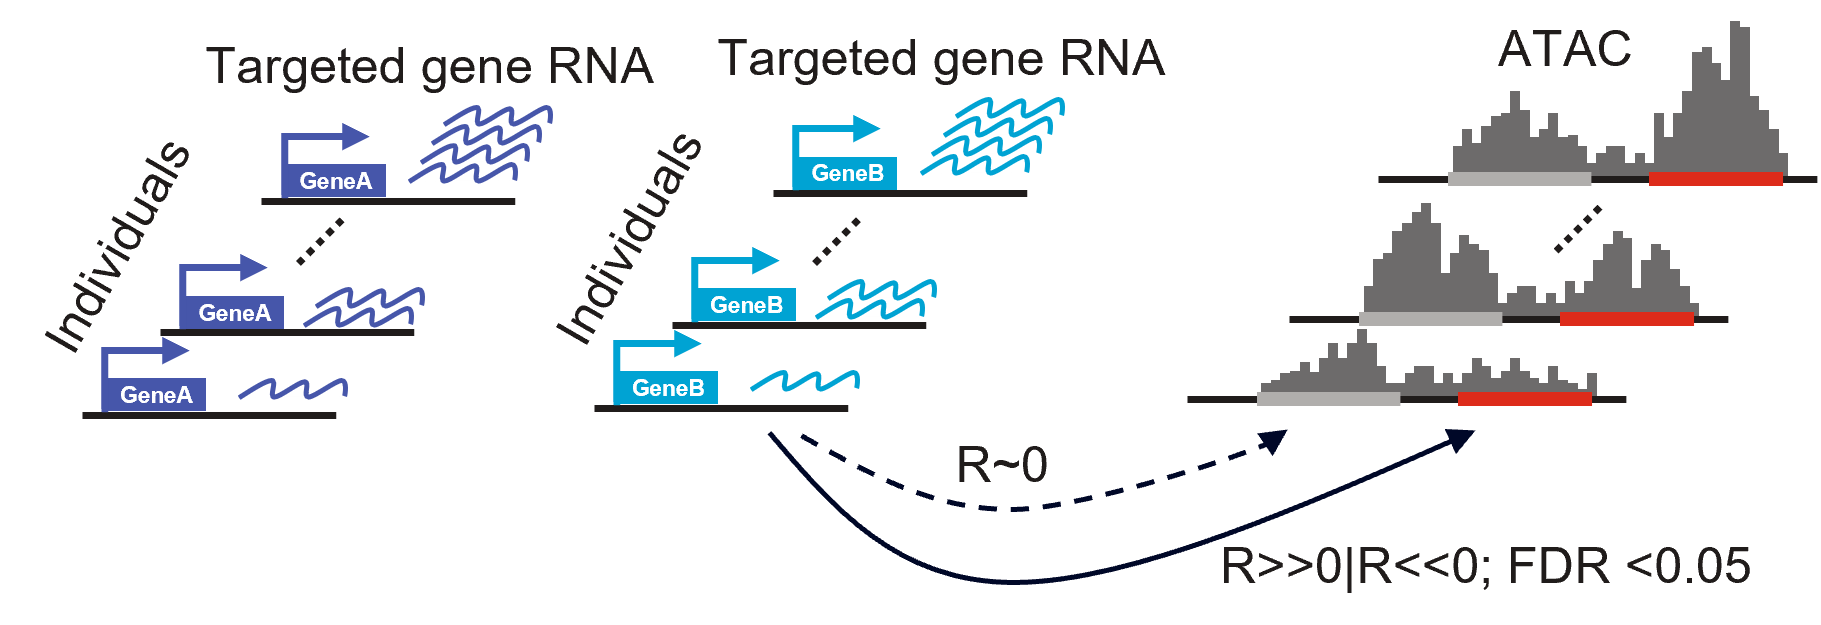 Targeted gene RNA
Targeted gene RNA
ATAC
Individuals
GeneA
GeneA
GeneA
Individuals
GeneB
GeneB
GeneB
R~0
R>>0|R<<0; FDR <0.05